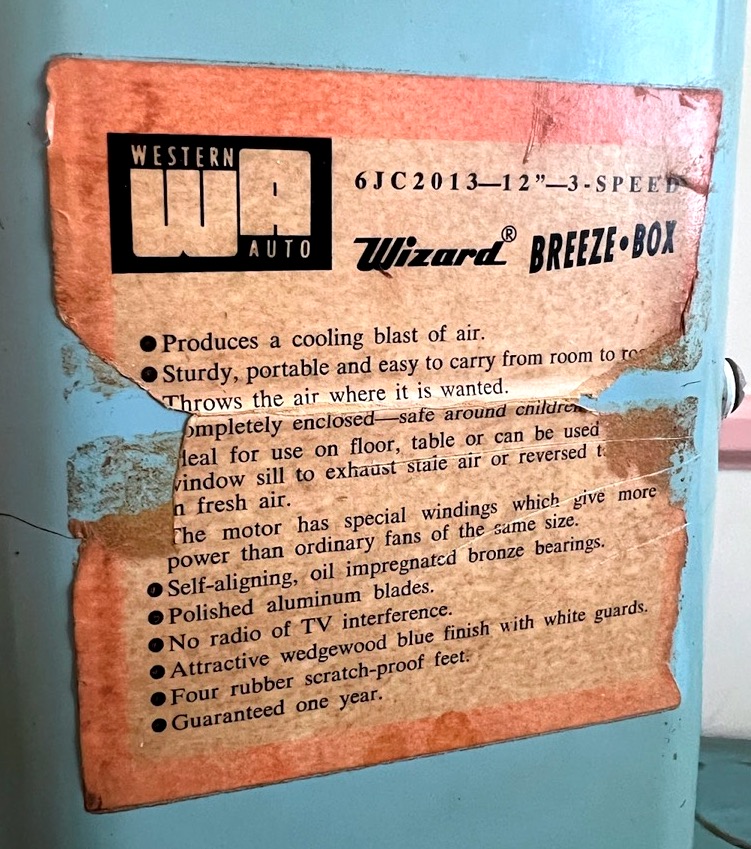 WESTERN
WA
AUTO
6JC2013—12”—3-SPEED
Wizard® BREEZE•BOX
● Produces a cooling blast of air.
● Sturdy, portable and easy to carry from room to
Throws the air where it is wanted.
ompletely enclosed—safe around children
deal for use on floor, table or can be used
window sill to exhaust stale air or reversed t
n fresh air.
The motor has special windings which give more
power than ordinary fans of the same size.
● Self-aligning, oil impregnated bronze bearings.
● Polished aluminum blades.
● No radio of TV interference.
● Attractive wedgewood blue finish with white guards.
● Four rubber scratch-proof feet.
● Guaranteed one year.